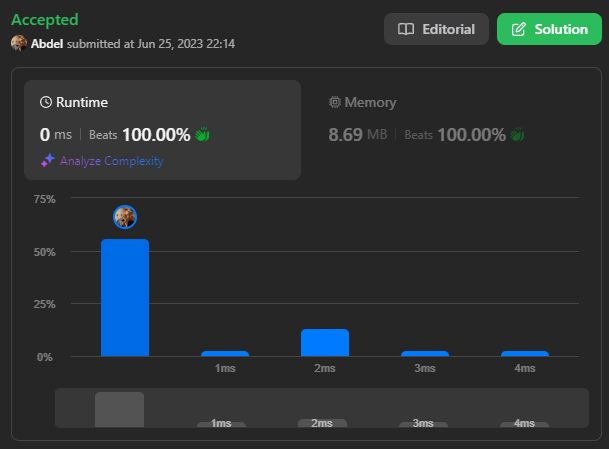 Accepted
Editorial
Solution
Abdel submitted at Jun 25, 2023 22:14
Runtime
Memory
0 ms | Beats 100.00%
8.69 MB | Beats 100.00%
Analyze Complexity
75%
50%
25%
0%
1ms 2ms 3ms 4ms
1ms 2ms 3ms 4ms